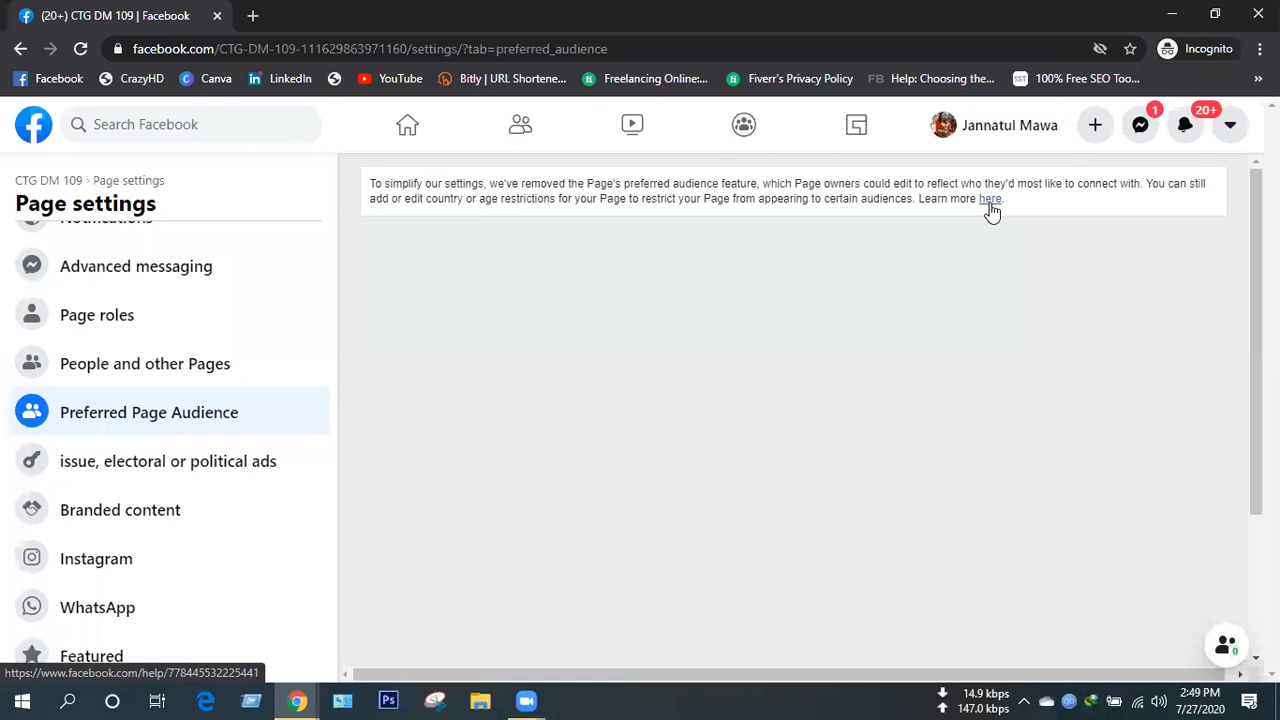 (20+) CTG DM 109 | Facebook
facebook.com/CTG-DM-109-111629863971160/settings/?tab=preferred_audience
Incognito
Facebook
CrazyHD
Canva
LinkedIn
YouTube
Bitly | URL Shortene...
Freelancing Online:...
Fiverr's Privacy Policy
FB Help: Choosing the...
SST 100% Free SEO Too...
Search Facebook
Jannatul Mawa
1
20+
CTG DM 109 › Page settings
Page settings
Notifications
Advanced messaging
Page roles
People and other Pages
Preferred Page Audience
issue, electoral or political ads
Branded content
Instagram
WhatsApp
Featured
To simplify our settings, we've removed the Page's preferred audience feature, which Page owners could edit to reflect who they'd most like to connect with. You can still
add or edit country or age restrictions for your Page to restrict your Page from appearing to certain audiences. Learn more here.
0
https://www.facebook.com/help/778445532225441
Ps
14.9 kbps
147.0 kbps
2:49 PM
7/27/2020